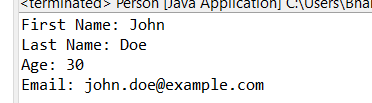 <terminated> Person [Java Application] C:\Users\Bha
First Name: John
Last Name: Doe
Age: 30
Email: john.doe@example.com